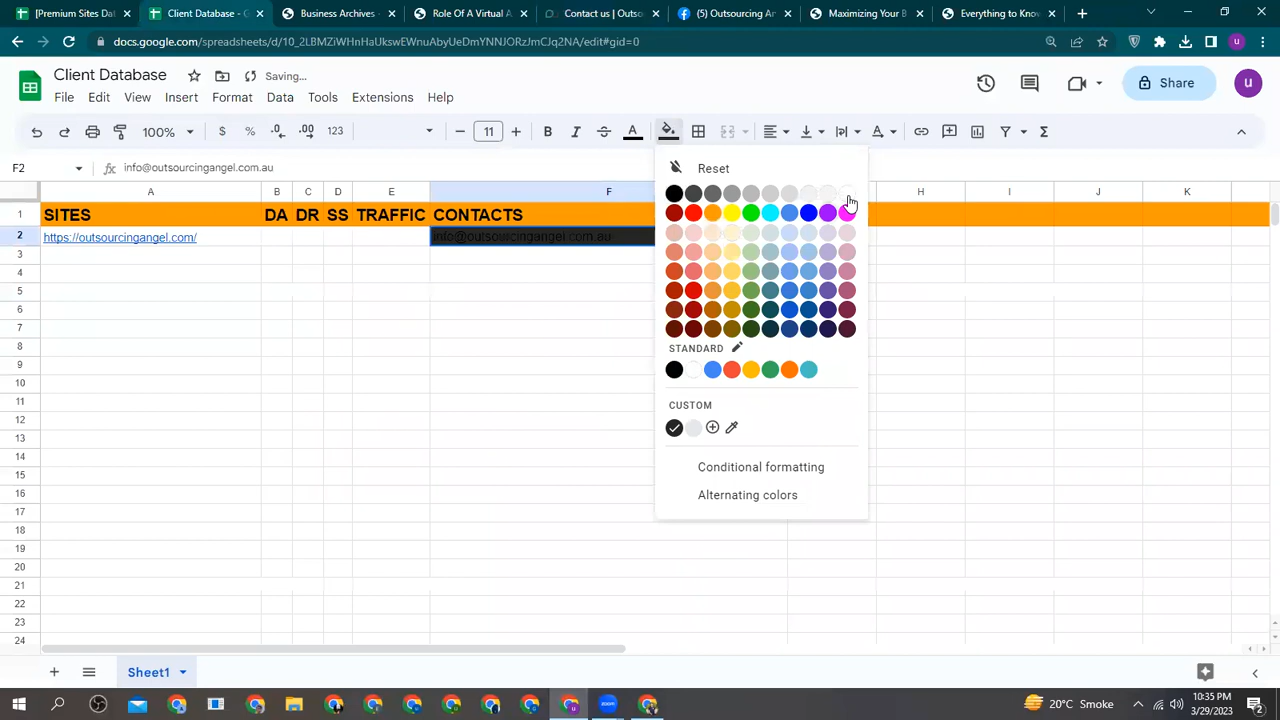 [Premium Sites Dat
Client Database - G
Business Archives -
Role Of A Virtual A
Contact us | Outso
(5) Outsourcing An
Maximizing Your B
Everything to Know
docs.google.com/spreadsheets/d/10_2LBMZiWHnHaUkswEWnuAbyUeDmYNNJORzJmCJq2NA/edit#gid=0
u
Client Database
Saving...
File Edit View Insert Format Data Tools Extensions Help
Share
u
100% $ % .0 .00 123 11 B I S A
F2
fx info@outsourcingangel.com.au
Reset
A B C D E F H I J K
1 SITES DA DR SS TRAFFIC CONTACTS
2 https://outsourcingangel.com/ info@outsourcingangel.com.au
3
4
5
6
7
8
9
10
11
12
13
14
15
16
17
18
19
20
21
22
23
24
STANDARD
CUSTOM
Conditional formatting
Alternating colors
Sheet1
zoom
20°C Smoke
10:35 PM
3/29/2023
2